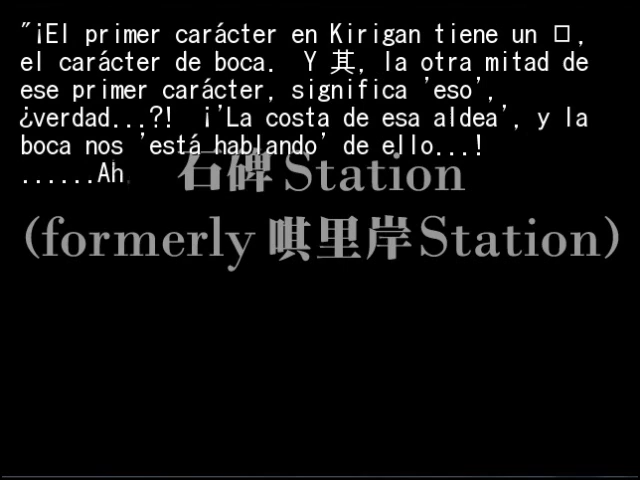 "¡El primer carácter en Kirigan tiene un 口,
el carácter de boca.  Y 其, la otra mitad de
ese primer carácter, significa 'eso',
¿verdad...?!  ¡'La costa de esa aldea', y la
boca nos 'está hablando' de ello...!
......Ah
石碑Station
(formerly 唭里岸Station)